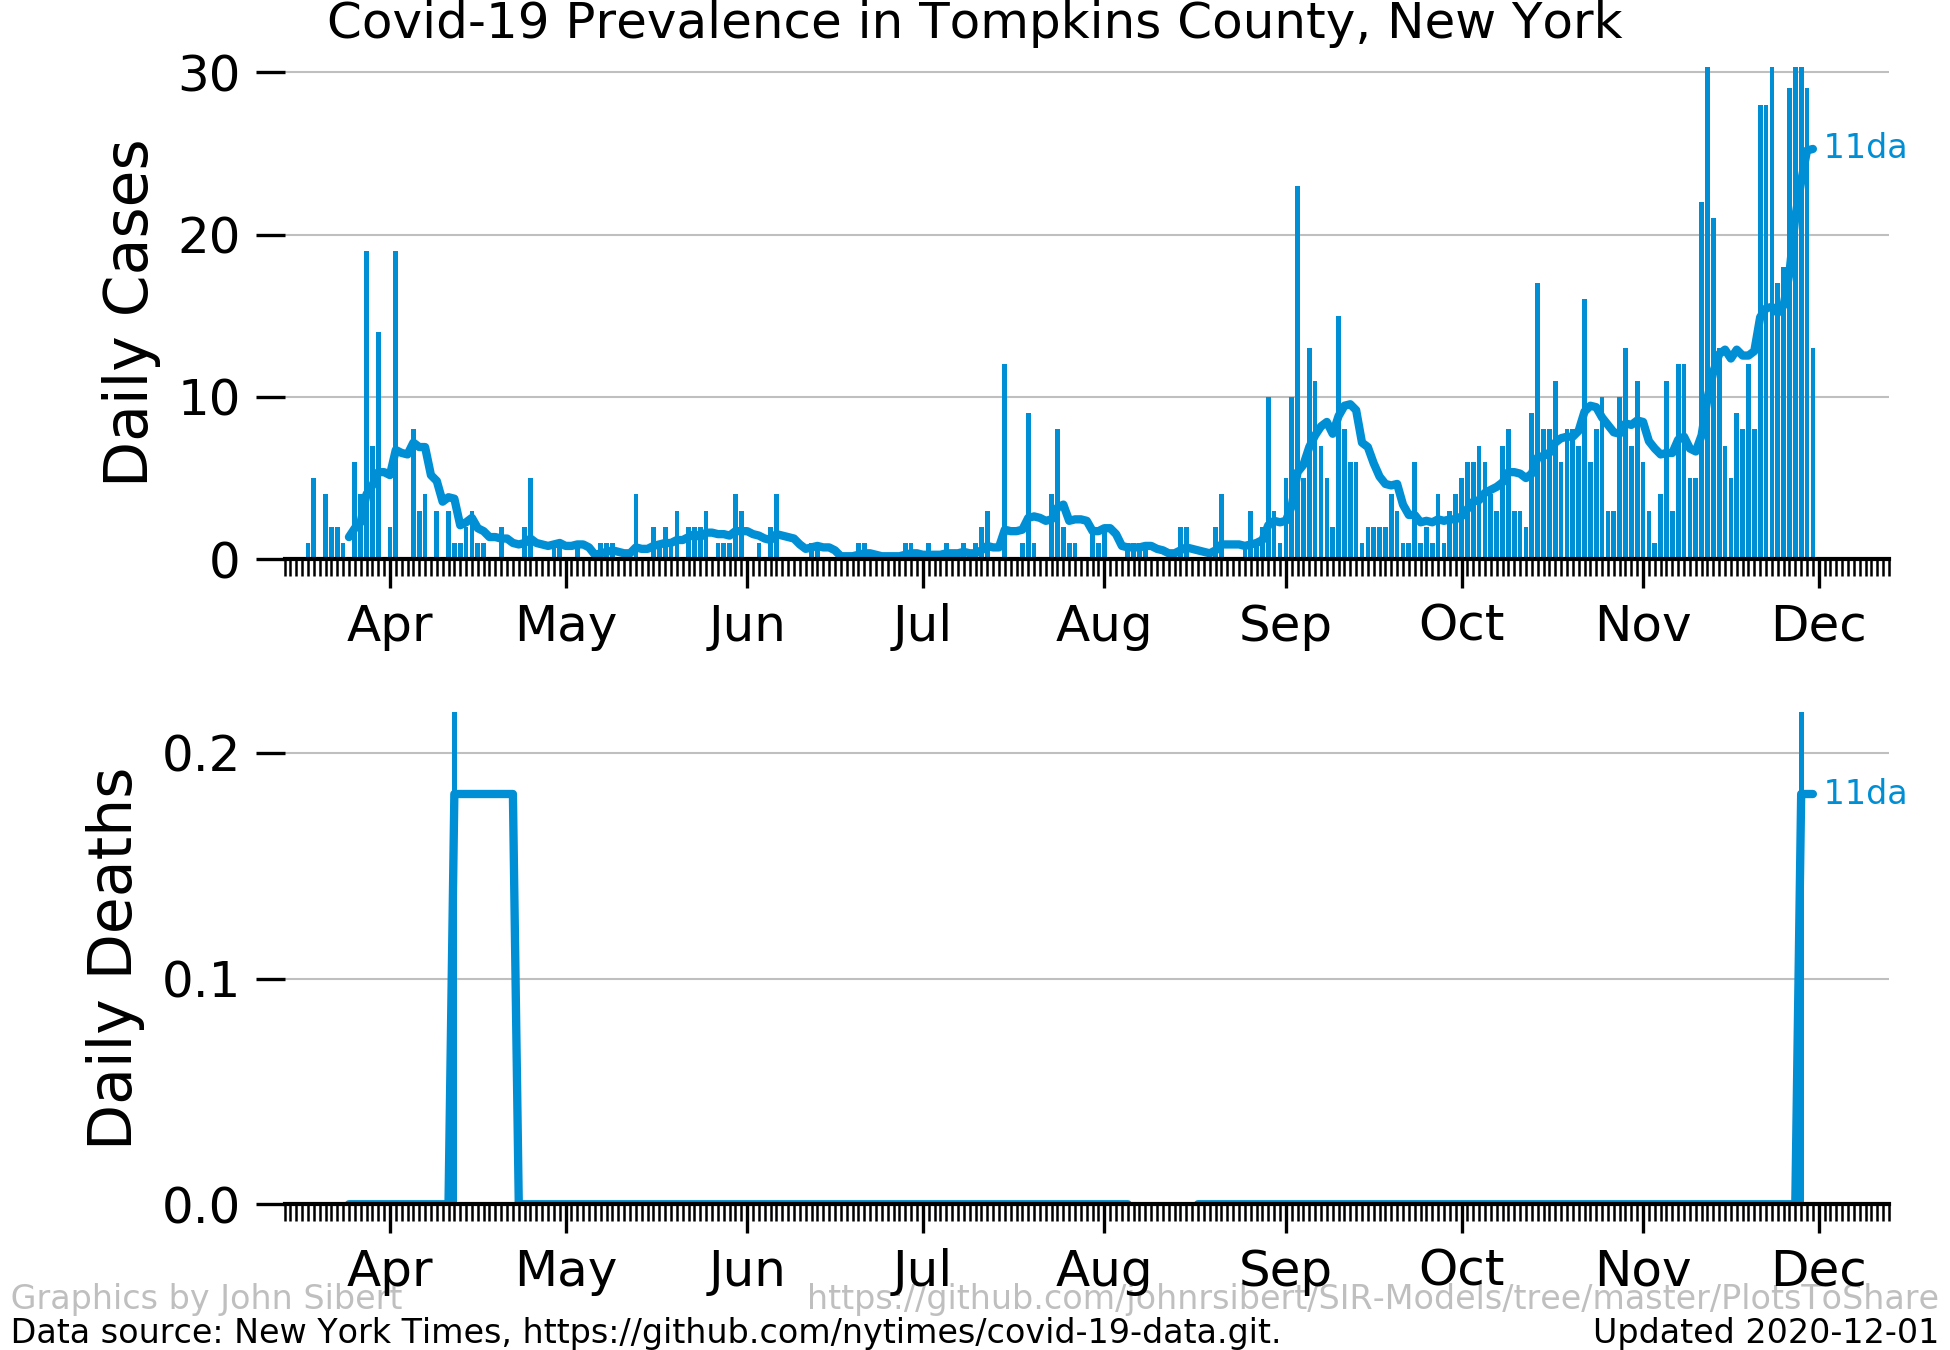 Covid-19 Prevalence in Tompkins County, New York
Daily Cases
30
20
10
0
11da
Apr May Jun Jul Aug Sep Oct Nov Dec
Daily Deaths
0.2
0.1
0.0
11da
Apr May Jun Jul Aug Sep Oct Nov Dec
Graphics by John Sibert https://github.com/johnrsibert/SIR-Models/tree/master/PlotsToShare
Data source: New York Times, https://github.com/nytimes/covid-19-data.git. Updated 2020-12-01